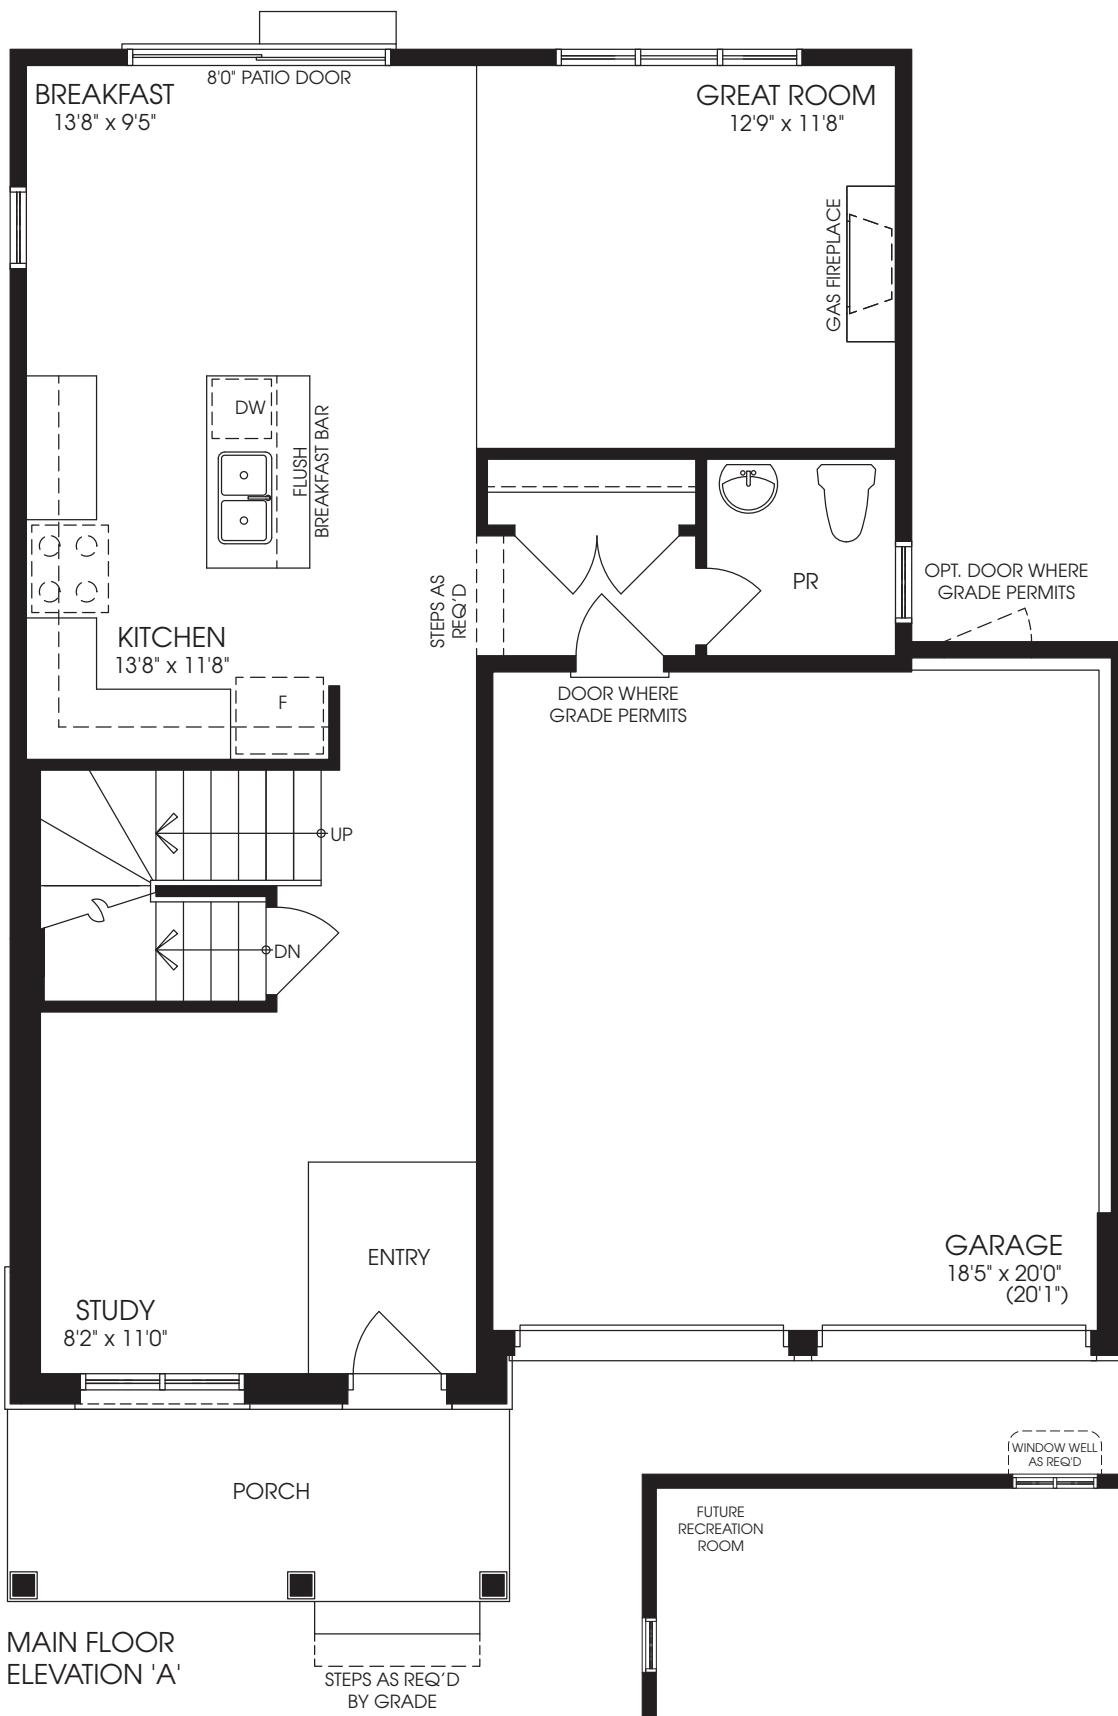 8'0" PATIO DOOR
BREAKFAST
13'8" x 9'5"
GREAT ROOM
12'9" x 11'8"
GAS FIREPLACE
DW
FLUSH
BREAKFAST BAR
STEPS AS
REQ'D
PR
OPT. DOOR WHERE
GRADE PERMITS
KITCHEN
13'8" x 11'8"
F
DOOR WHERE
GRADE PERMITS
UP
DN
ENTRY
GARAGE
18'5" x 20'0"
(20'1")
STUDY
8'2" x 11'0"
PORCH
WINDOW WELL
AS REQ'D
FUTURE
RECREATION
ROOM
MAIN FLOOR
ELEVATION 'A'
STEPS AS REQ'D
BY GRADE